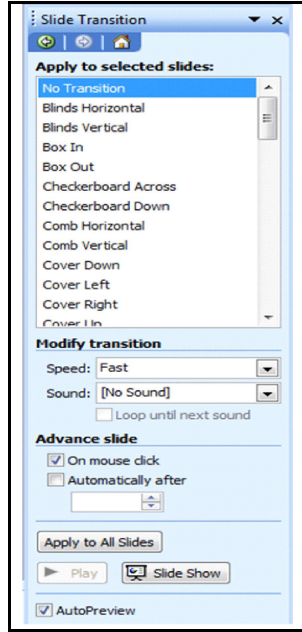 Slide Transition
Apply to selected slides:
No Transition
Blinds Horizontal
Blinds Vertical
Box In
Box Out
Checkerboard Across
Checkerboard Down
Comb Horizontal
Comb Vertical
Cover Down
Cover Left
Cover Right
Cover Up
Modify transition
Speed: Fast
Sound: [No Sound]
Loop until next sound
Advance slide
On mouse click
Automatically after
Apply to All Slides
Play Slide Show
AutoPreview